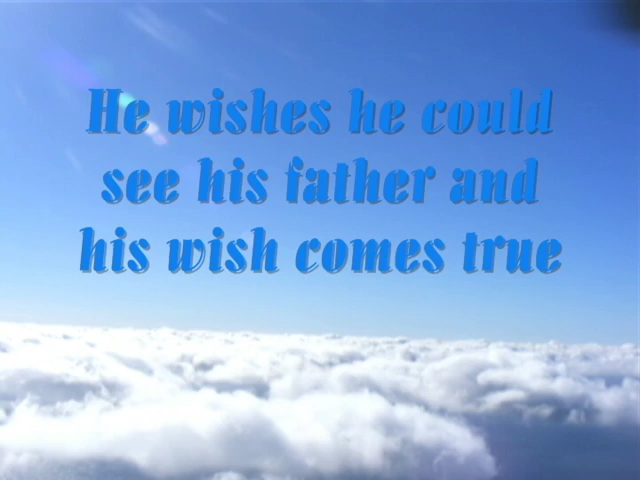 He wishes he could
see his father and
his wish comes true